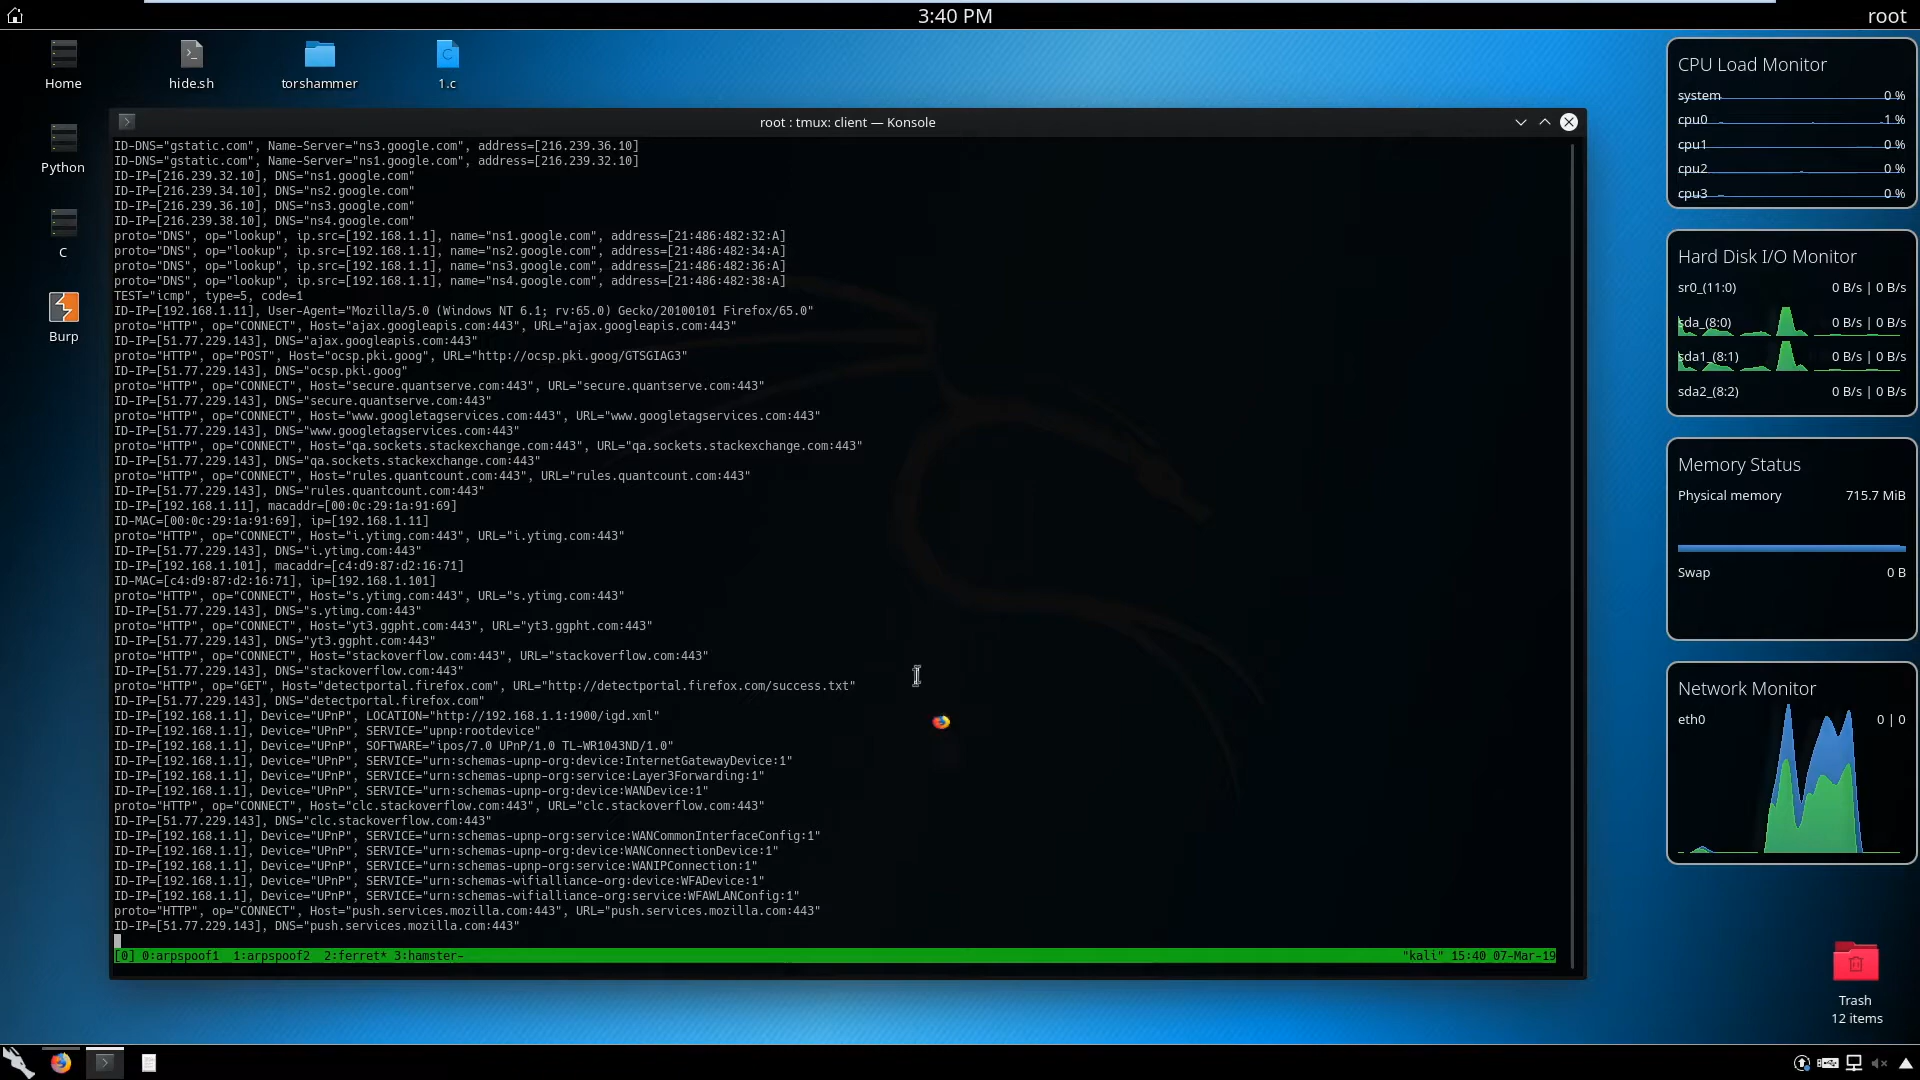 3:40 PM
root
Home
hide.sh
torshammer
1.c
Python
C
Burp
root : tmux: client — Konsole
ID-DNS="gstatic.com", Name-Server="ns3.google.com", address=[216.239.36.10]
ID-DNS="gstatic.com", Name-Server="ns1.google.com", address=[216.239.32.10]
ID-IP=[216.239.32.10], DNS="ns1.google.com"
ID-IP=[216.239.34.10], DNS="ns2.google.com"
ID-IP=[216.239.36.10], DNS="ns3.google.com"
ID-IP=[216.239.38.10], DNS="ns4.google.com"
proto="DNS", op="lookup", ip.src=[192.168.1.1], name="ns1.google.com", address=[21:486:482:32:A]
proto="DNS", op="lookup", ip.src=[192.168.1.1], name="ns2.google.com", address=[21:486:482:34:A]
proto="DNS", op="lookup", ip.src=[192.168.1.1], name="ns3.google.com", address=[21:486:482:36:A]
proto="DNS", op="lookup", ip.src=[192.168.1.1], name="ns4.google.com", address=[21:486:482:38:A]
TEST="icmp", type=5, code=1
ID-IP=[192.168.1.11], User-Agent="Mozilla/5.0 (Windows NT 6.1; rv:65.0) Gecko/20100101 Firefox/65.0"
proto="HTTP", op="CONNECT", Host="ajax.googleapis.com:443", URL="ajax.googleapis.com:443"
ID-IP=[51.77.229.143], DNS="ajax.googleapis.com:443"
proto="HTTP", op="POST", Host="ocsp.pki.goog", URL="http://ocsp.pki.goog/GTSGIAG3"
ID-IP=[51.77.229.143], DNS="ocsp.pki.goog"
proto="HTTP", op="CONNECT", Host="secure.quantserve.com:443", URL="secure.quantserve.com:443"
ID-IP=[51.77.229.143], DNS="secure.quantserve.com:443"
proto="HTTP", op="CONNECT", Host="www.googletagservices.com:443", URL="www.googletagservices.com:443"
ID-IP=[51.77.229.143], DNS="www.googletagservices.com:443"
proto="HTTP", op="CONNECT", Host="qa.sockets.stackexchange.com:443", URL="qa.sockets.stackexchange.com:443"
ID-IP=[51.77.229.143], DNS="qa.sockets.stackexchange.com:443"
proto="HTTP", op="CONNECT", Host="rules.quantcount.com:443", URL="rules.quantcount.com:443"
ID-IP=[51.77.229.143], DNS="rules.quantcount.com:443"
ID-IP=[192.168.1.11], macaddr=[00:0c:29:1a:91:69]
ID-MAC=[00:0c:29:1a:91:69], ip=[192.168.1.11]
proto="HTTP", op="CONNECT", Host="i.ytimg.com:443", URL="i.ytimg.com:443"
ID-IP=[51.77.229.143], DNS="i.ytimg.com:443"
ID-IP=[192.168.1.101], macaddr=[c4:d9:87:d2:16:71]
ID-MAC=[c4:d9:87:d2:16:71], ip=[192.168.1.101]
proto="HTTP", op="CONNECT", Host="s.ytimg.com:443", URL="s.ytimg.com:443"
ID-IP=[51.77.229.143], DNS="s.ytimg.com:443"
proto="HTTP", op="CONNECT", Host="yt3.ggpht.com:443", URL="yt3.ggpht.com:443"
ID-IP=[51.77.229.143], DNS="yt3.ggpht.com:443"
proto="HTTP", op="CONNECT", Host="stackoverflow.com:443", URL="stackoverflow.com:443"
ID-IP=[51.77.229.143], DNS="stackoverflow.com:443"
proto="HTTP", op="GET", Host="detectportal.firefox.com", URL="http://detectportal.firefox.com/success.txt"
ID-IP=[51.77.229.143], DNS="detectportal.firefox.com"
ID-IP=[192.168.1.1], Device="UPnP", LOCATION="http://192.168.1.1:1900/igd.xml"
ID-IP=[192.168.1.1], Device="UPnP", SERVICE="upnp:rootdevice"
ID-IP=[192.168.1.1], Device="UPnP", SOFTWARE="ipos/7.0 UPnP/1.0 TL-WR1043ND/1.0"
ID-IP=[192.168.1.1], Device="UPnP", SERVICE="urn:schemas-upnp-org:device:InternetGatewayDevice:1"
ID-IP=[192.168.1.1], Device="UPnP", SERVICE="urn:schemas-upnp-org:service:Layer3Forwarding:1"
ID-IP=[192.168.1.1], Device="UPnP", SERVICE="urn:schemas-upnp-org:device:WANDevice:1"
proto="HTTP", op="CONNECT", Host="clc.stackoverflow.com:443", URL="clc.stackoverflow.com:443"
ID-IP=[51.77.229.143], DNS="clc.stackoverflow.com:443"
ID-IP=[192.168.1.1], Device="UPnP", SERVICE="urn:schemas-upnp-org:service:WANCommonInterfaceConfig:1"
ID-IP=[192.168.1.1], Device="UPnP", SERVICE="urn:schemas-upnp-org:device:WANConnectionDevice:1"
ID-IP=[192.168.1.1], Device="UPnP", SERVICE="urn:schemas-upnp-org:service:WANIPConnection:1"
ID-IP=[192.168.1.1], Device="UPnP", SERVICE="urn:schemas-wifialliance-org:device:WFADevice:1"
ID-IP=[192.168.1.1], Device="UPnP", SERVICE="urn:schemas-wifialliance-org:service:WFAWLANConfig:1"
proto="HTTP", op="CONNECT", Host="push.services.mozilla.com:443", URL="push.services.mozilla.com:443"
ID-IP=[51.77.229.143], DNS="push.services.mozilla.com:443"
[0] 0:arpspoof1  1:arpspoof2  2:ferret* 3:hamster-    "kali" 15:40 07-Mar-19
CPU Load Monitor
system 0 %
cpu0 1 %
cpu1 0 %
cpu2 0 %
cpu3 0 %
Hard Disk I/O Monitor
sr0_(11:0) 0 B/s | 0 B/s
sda_(8:0) 0 B/s | 0 B/s
sda1_(8:1) 0 B/s | 0 B/s
sda2_(8:2) 0 B/s | 0 B/s
Memory Status
Physical memory 715.7 MiB
Swap 0 B
Network Monitor
eth0 0 | 0
Trash
12 items